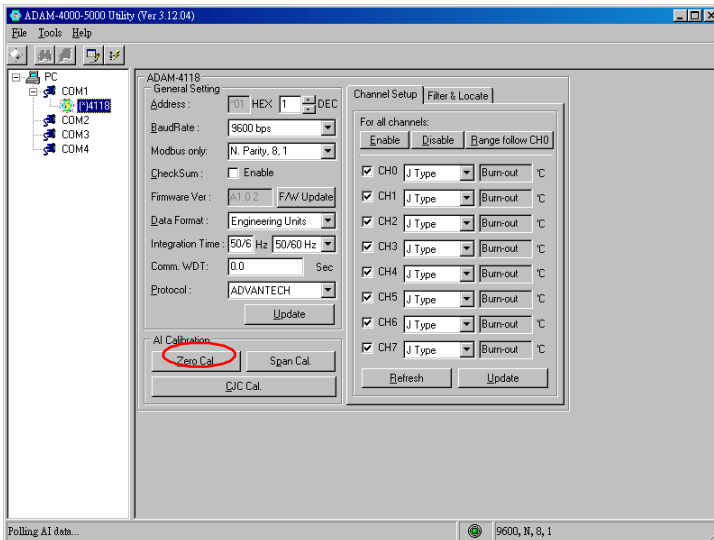 ADAM-4000-5000 Utility (Ver 3.12.04)
File Tools Help
PC
COM1
(*)4118
COM2
COM3
COM4
ADAM-4118
General Setting
Address : *01 HEX 1 DEC
BaudRate : 9600 bps
Modbus only: N. Parity, 8, 1
CheckSum : Enable
Firmware Ver : A1.0 2 F/W Update
Data Format : Engineering Units
Integration Time : 50/6 Hz 50/60 Hz
Comm. WDT: 0.0 Sec
Protocol : ADVANTECH
Update
AI Calibration
Zero Cal. Span Cal.
CJC Cal.
Channel Setup Filter & Locate
For all channels:
Enable Disable Range follow CH0
CH0 J Type Burn-out ℃
CH1 J Type Burn-out ℃
CH2 J Type Burn-out ℃
CH3 J Type Burn-out ℃
CH4 J Type Burn-out ℃
CH5 J Type Burn-out ℃
CH6 J Type Burn-out ℃
CH7 J Type Burn-out ℃
Refresh Update
Polling AI data... 9600, N, 8, 1